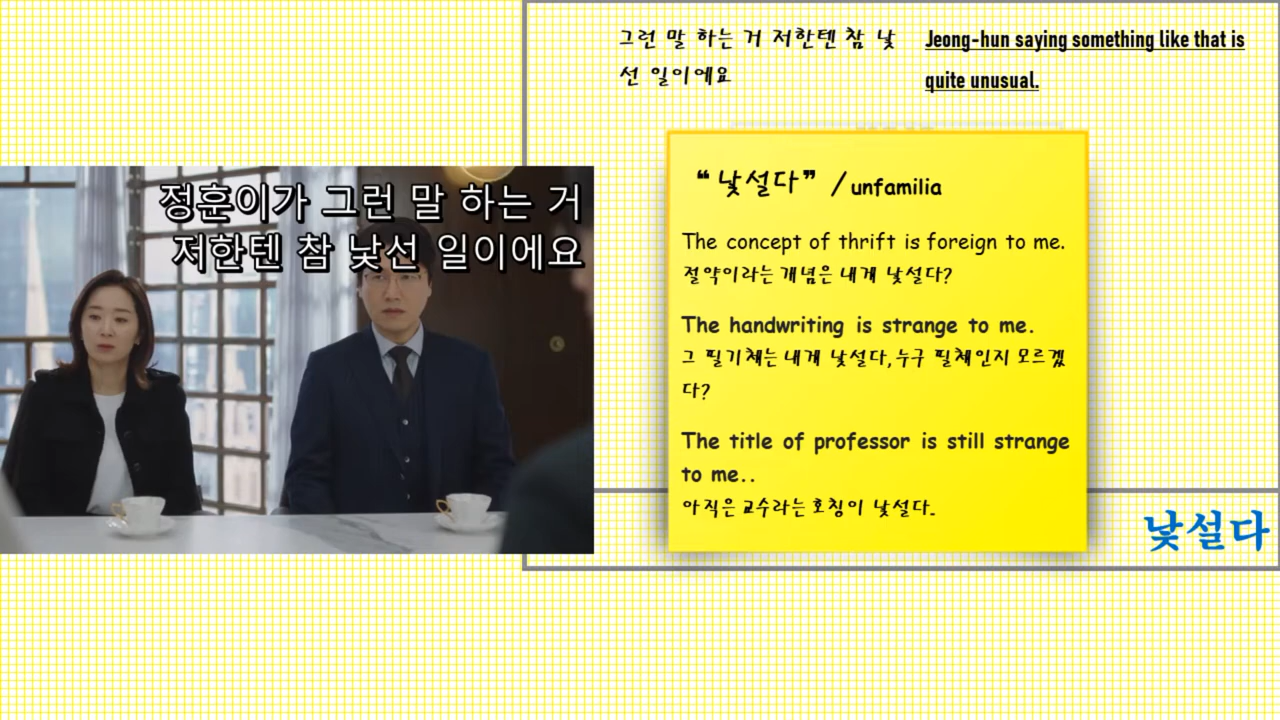 그런 말 하는 거 저한텐 참 낯
선 일이에요
Jeong-hun saying something like that is
quite unusual.
정훈이가 그런 말 하는 거
저한텐 참 낯선 일이에요
“낯설다” / unfamilia
The concept of thrift is foreign to me.
절약이라는 개념은 내게 낯설다?
The handwriting is strange to me.
그 필기체는 내게 낯설다, 누구 필체인지 모르겠
다?
The title of professor is still strange
to me..
아직은 교수라는 호칭이 낯설다.
낯설다